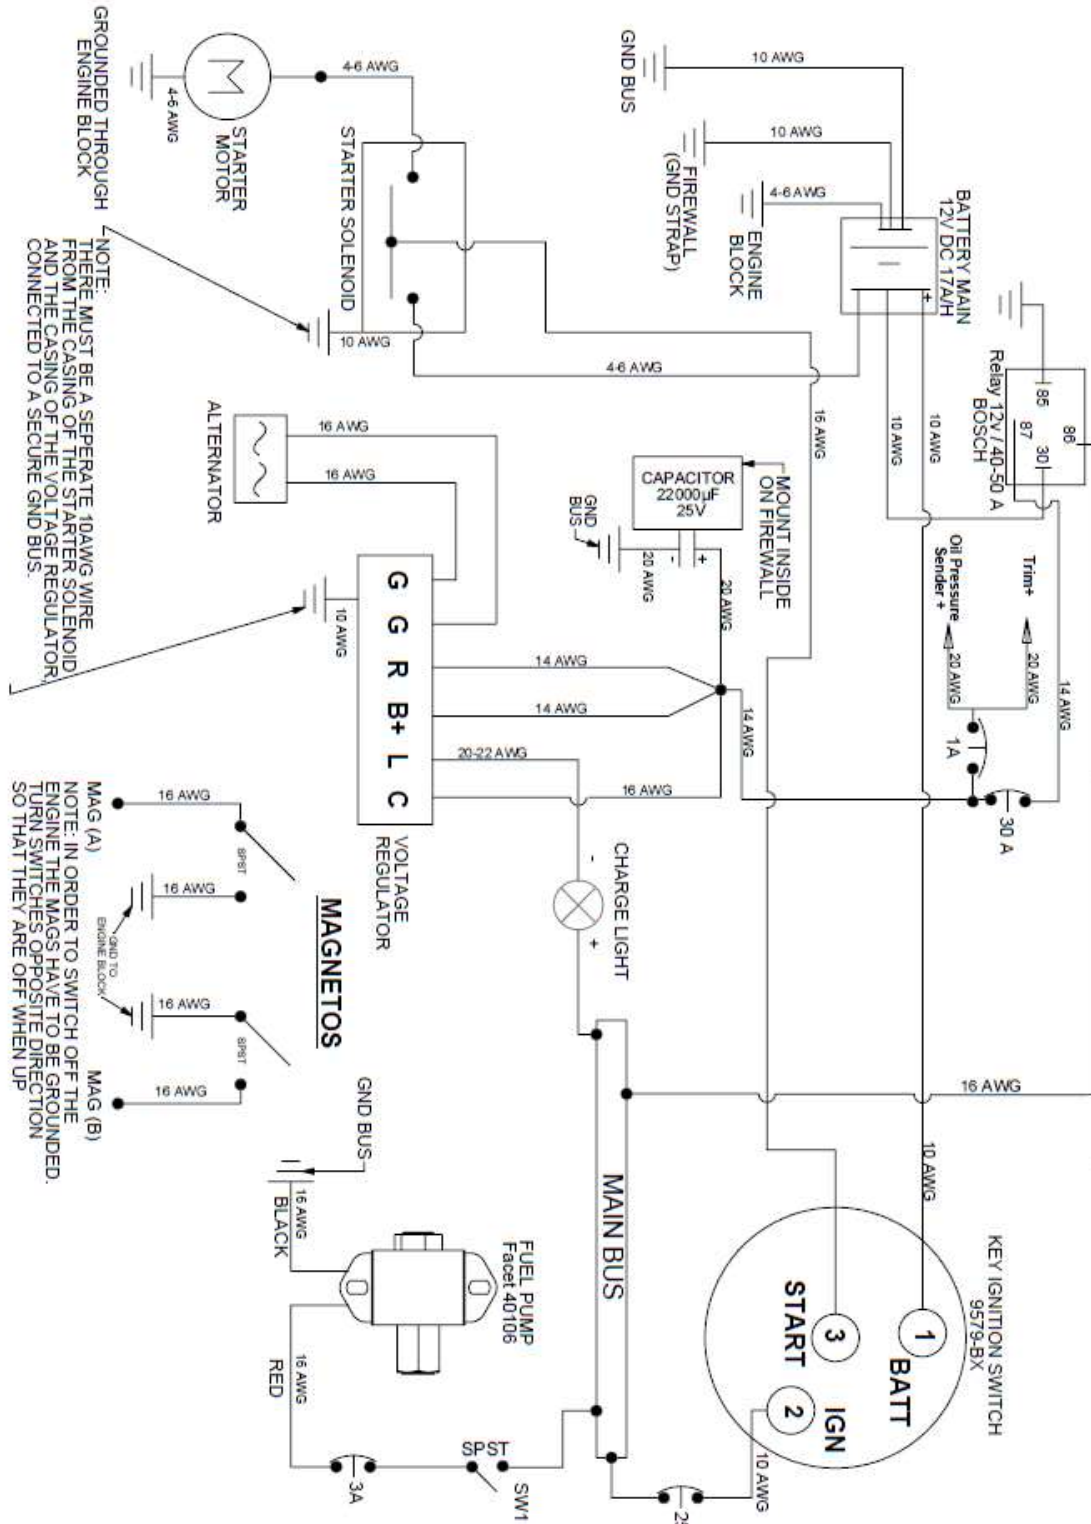 10 AWG
GND BUS
10 AWG
FIREWALL
(GND STRAP)
4-6 AWG
ENGINE
BLOCK
BATTERY MAIN
12V DC 17A/H
+
4-6 AWG
4-6 AWG
STARTER
MOTOR
M
GROUNDED THROUGH
ENGINE BLOCK
STARTER SOLENOID
10 AWG
4-6 AWG
16 AWG
10 AWG
10 AWG
85
86
87
30
Relay 12v / 40-50 A
BOSCH
NOTE:
THERE MUST BE A SEPERATE 10AWG WIRE
FROM THE CASING OF THE STARTER SOLENOID
AND THE CASING OF THE VOLTAGE REGULATOR,
CONNECTED TO A SECURE GND BUS.
ALTERNATOR
16 AWG
16 AWG
CAPACITOR
22000µF
25V
MOUNT INSIDE
ON FIREWALL
GND
BUS
20 AWG
-
+
20 AWG
Oil Pressure
Sender +
20 AWG
Trim+
20 AWG
14 AWG
1A
30 A
G
G
R
B+
L
C
10 AWG
14 AWG
14 AWG
14 AWG
20-22 AWG
16 AWG
VOLTAGE
REGULATOR
-
+
CHARGE LIGHT
MAG (A)
16 AWG
SPST
16 AWG
GND TO
ENGINE BLOCK
16 AWG
SPST
16 AWG
MAG (B)
MAGNETOS
NOTE: IN ORDER TO SWITCH OFF THE
ENGINE THE MAGS HAVE TO BE GROUNDED.
TURN SWITCHES OPPOSITE DIRECTION
SO THAT THEY ARE OFF WHEN UP
16 AWG
MAIN BUS
GND BUS
16 AWG
BLACK
FUEL PUMP
Facet 40106
16 AWG
RED
3A
SPST
SW1
10 AWG
KEY IGNITION SWITCH
9579-BX
1
BATT
3
START
2
IGN
10 AWG